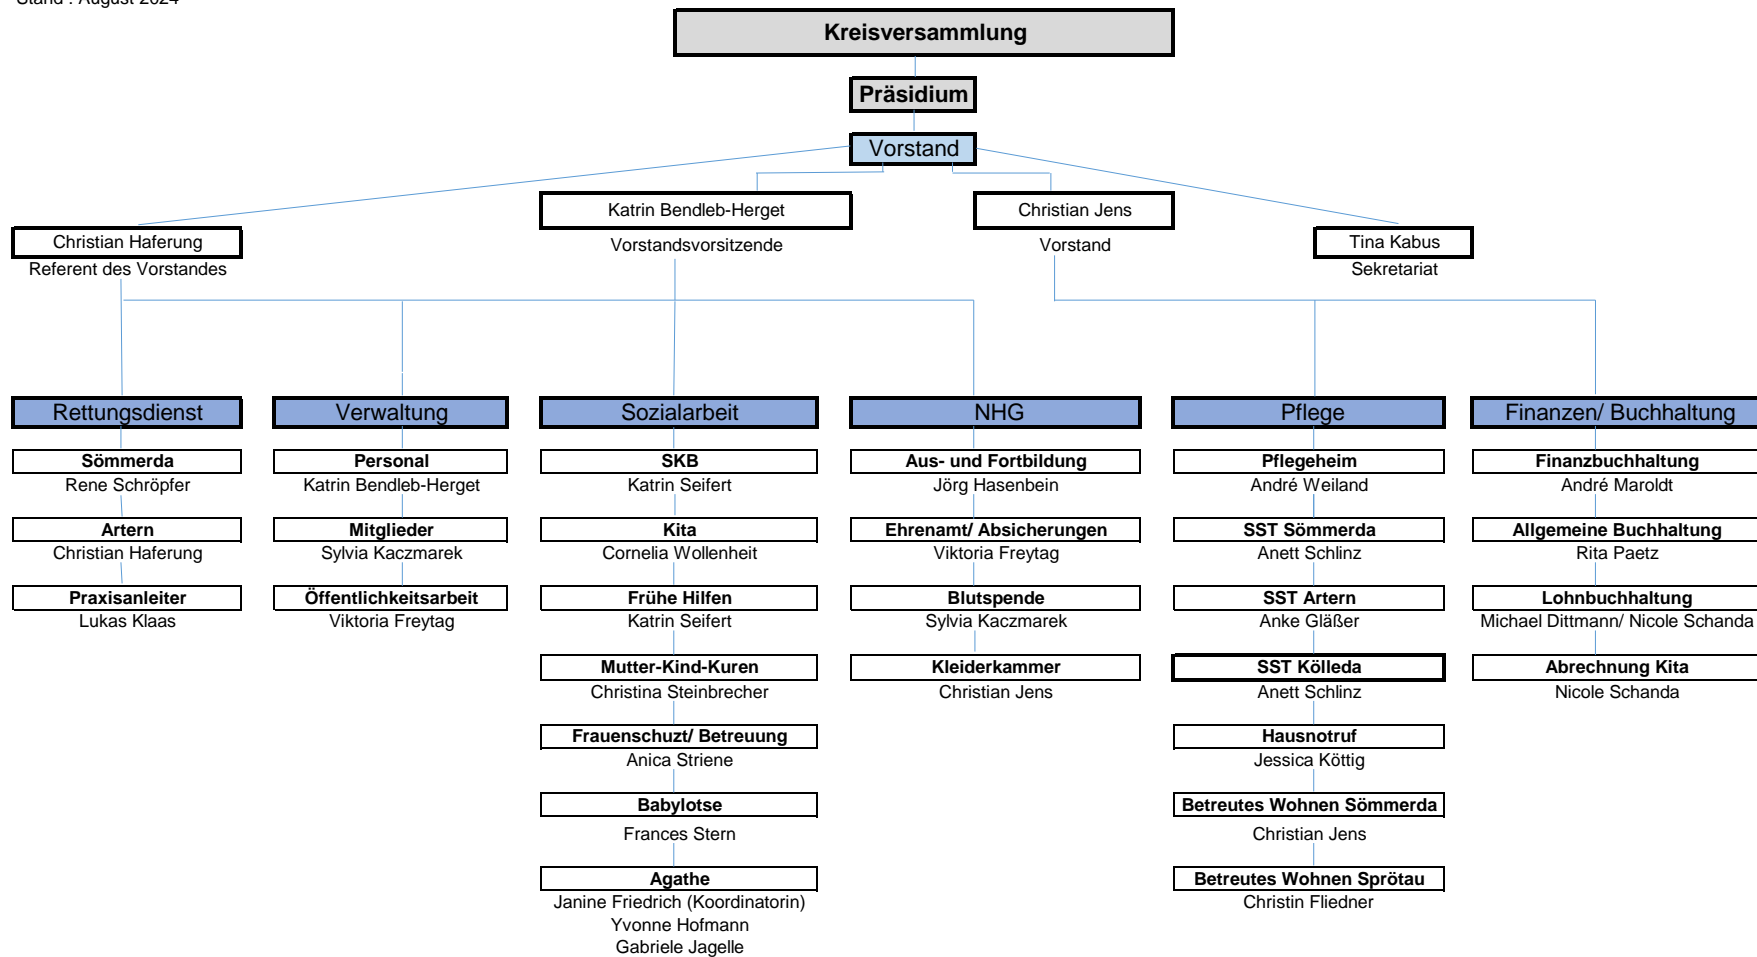 Stand : August 2024
Kreisversammlung
Präsidium
Vorstand
Katrin Bendleb-Herget
Vorstandsvorsitzende
Christian Jens
Vorstand
Christian Haferung
Referent des Vorstandes
Tina Kabus
Sekretariat
Rettungsdienst
Sömmerda
Rene Schröpfer
Artern
Christian Haferung
Praxisanleiter
Lukas Klaas
Verwaltung
Personal
Katrin Bendleb-Herget
Mitglieder
Sylvia Kaczmarek
Öffentlichkeitsarbeit
Viktoria Freytag
Sozialarbeit
SKB
Katrin Seifert
Kita
Cornelia Wollenheit
Frühe Hilfen
Katrin Seifert
Mutter-Kind-Kuren
Christina Steinbrecher
Frauenschuzt/ Betreuung
Anica Striene
Babylotse
Frances Stern
Agathe
Janine Friedrich (Koordinatorin)
Yvonne Hofmann
Gabriele Jagelle
NHG
Aus- und Fortbildung
Jörg Hasenbein
Ehrenamt/ Absicherungen
Viktoria Freytag
Blutspende
Sylvia Kaczmarek
Kleiderkammer
Christian Jens
Pflege
Pflegeheim
André Weiland
SST Sömmerda
Anett Schlinz
SST Artern
Anke Gläßer
SST Kölleda
Anett Schlinz
Hausnotruf
Jessica Köttig
Betreutes Wohnen Sömmerda
Christian Jens
Betreutes Wohnen Sprötau
Christin Fliedner
Finanzen/ Buchhaltung
Finanzbuchhaltung
André Maroldt
Allgemeine Buchhaltung
Rita Paetz
Lohnbuchhaltung
Michael Dittmann/ Nicole Schanda
Abrechnung Kita
Nicole Schanda